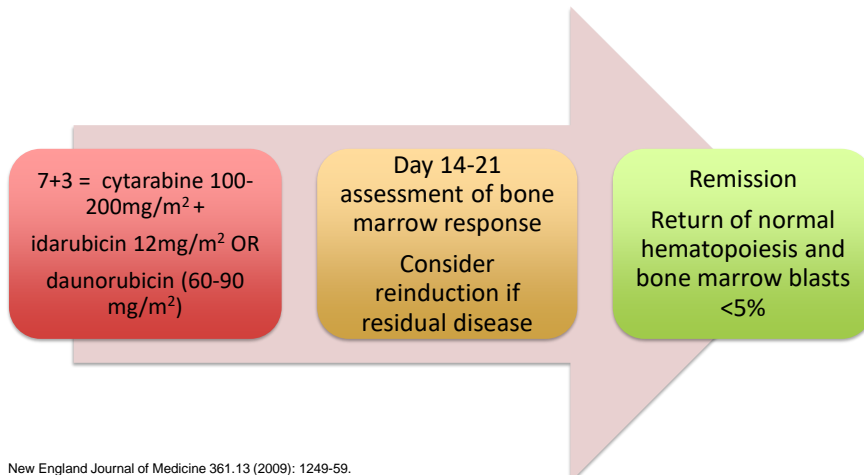 7+3 = cytarabine 100-
200mg/m² +
idarubicin 12mg/m² OR
daunorubicin (60-90
mg/m²)
Day 14-21
assessment of bone
marrow response
Consider
reinduction if
residual disease
Remission
Return of normal
hematopoiesis and
bone marrow blasts
<5%
New England Journal of Medicine 361.13 (2009): 1249-59.